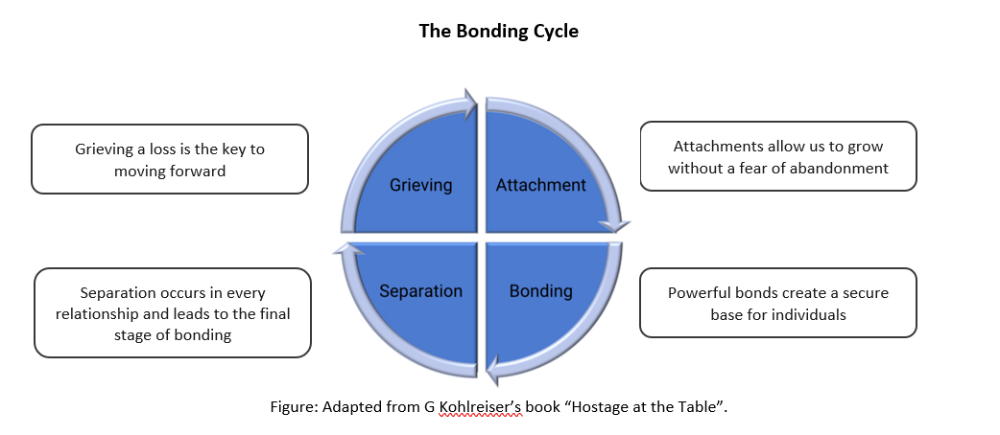 The Bonding Cycle
Grieving a loss is the key to
moving forward
Attachments allow us to grow
without a fear of abandonment
Grieving
Attachment
Separation
Bonding
Separation occurs in every
relationship and leads to the final
stage of bonding
Powerful bonds create a secure
base for individuals
Figure: Adapted from G Kohlreiser’s book “Hostage at the Table”.